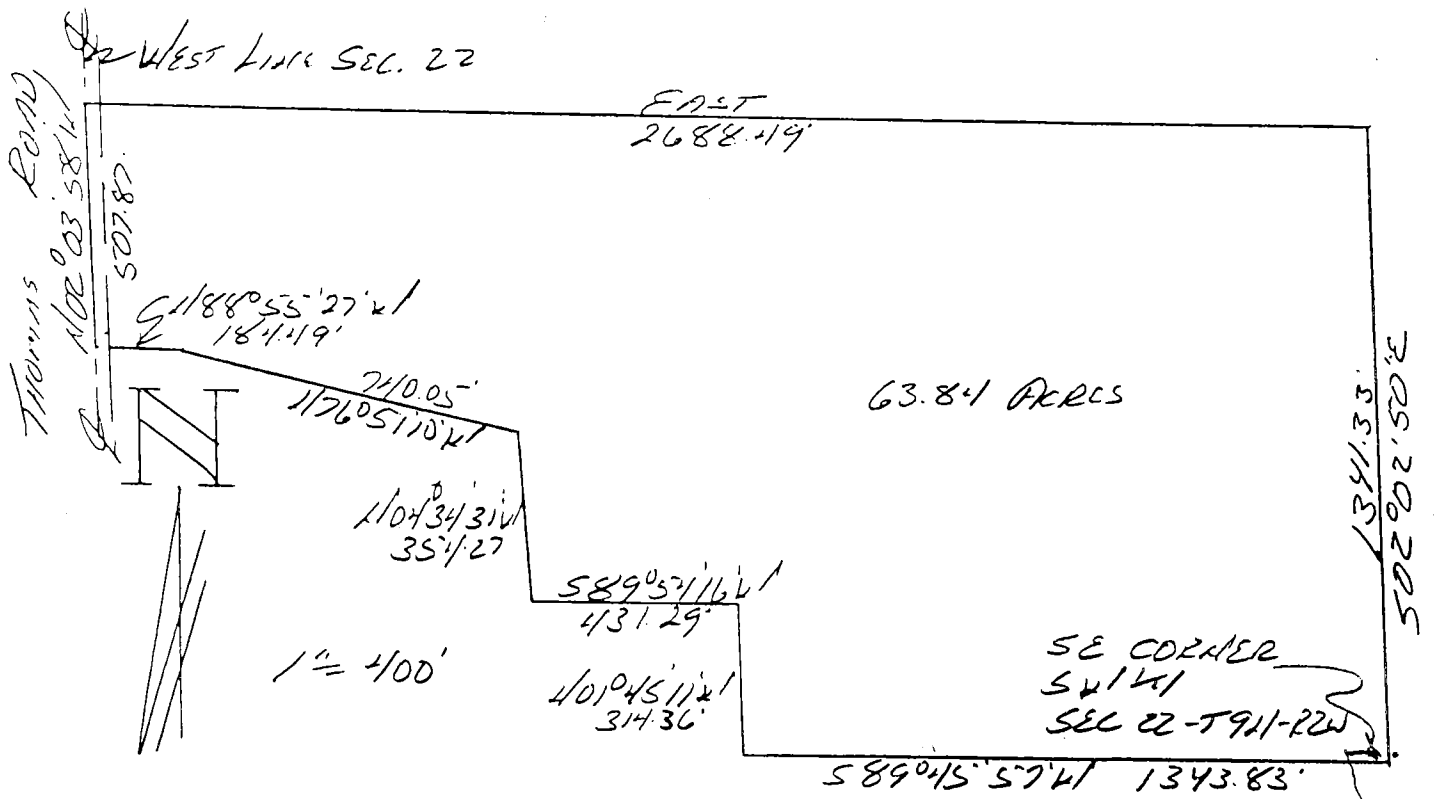 WEST LINE SEC. 22
THOMAS ROAD
N02°03'58"W
507.87
EAST
2688.49'
N88°55'27"W
184.49'
740.05'
N76°51'10"W
63.84 ACRES
N
N04°34'31"W
354.27
1341.33'
S02°02'50"E
S89°54'16"W
431.29'
1"=400'
N01°45'11"W
314.36'
SE CORNER
SW 1/4
SEC 22-T9N-R2W
S89°45'57"W 1343.83'